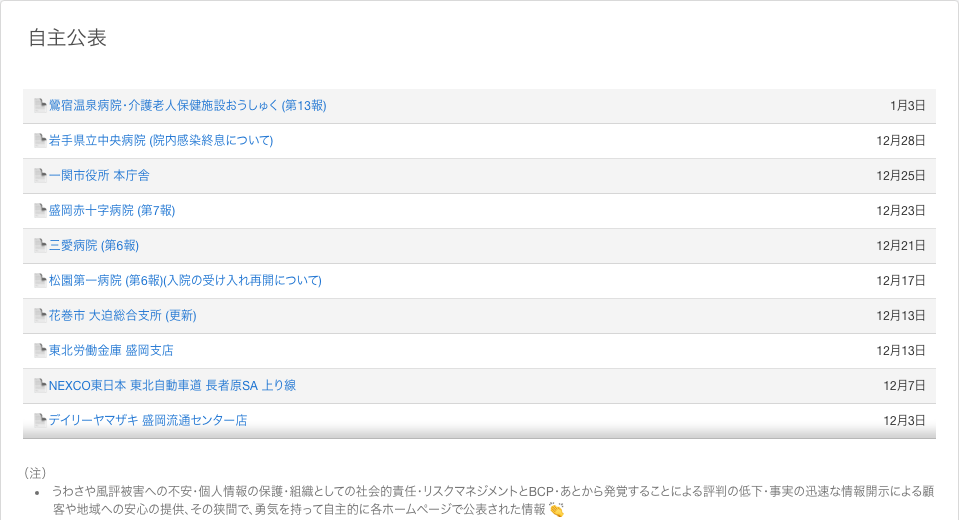 自主公表
鶯宿温泉病院･介護老人保健施設おうしゅく (第13報) 1月3日
岩手県立中央病院 (院内感染終息について) 12月28日
一関市役所 本庁舎 12月25日
盛岡赤十字病院 (第7報) 12月23日
三愛病院 (第6報) 12月21日
松園第一病院 (第6報)(入院の受け入れ再開について) 12月17日
花巻市 大迫総合支所 (更新) 12月13日
東北労働金庫 盛岡支店 12月13日
NEXCO東日本 東北自動車道 長者原SA 上り線 12月7日
デイリーヤマザキ 盛岡流通センター店 12月3日
（注）
• うわさや風評被害への不安･個人情報の保護･組織としての社会的責任･リスクマネジメントとBCP･あとから発覚することによる評判の低下･事実の迅速な情報開示による顧
客や地域への安心の提供､その狭間で､勇気を持って自主的に各ホームページで公表された情報 👏